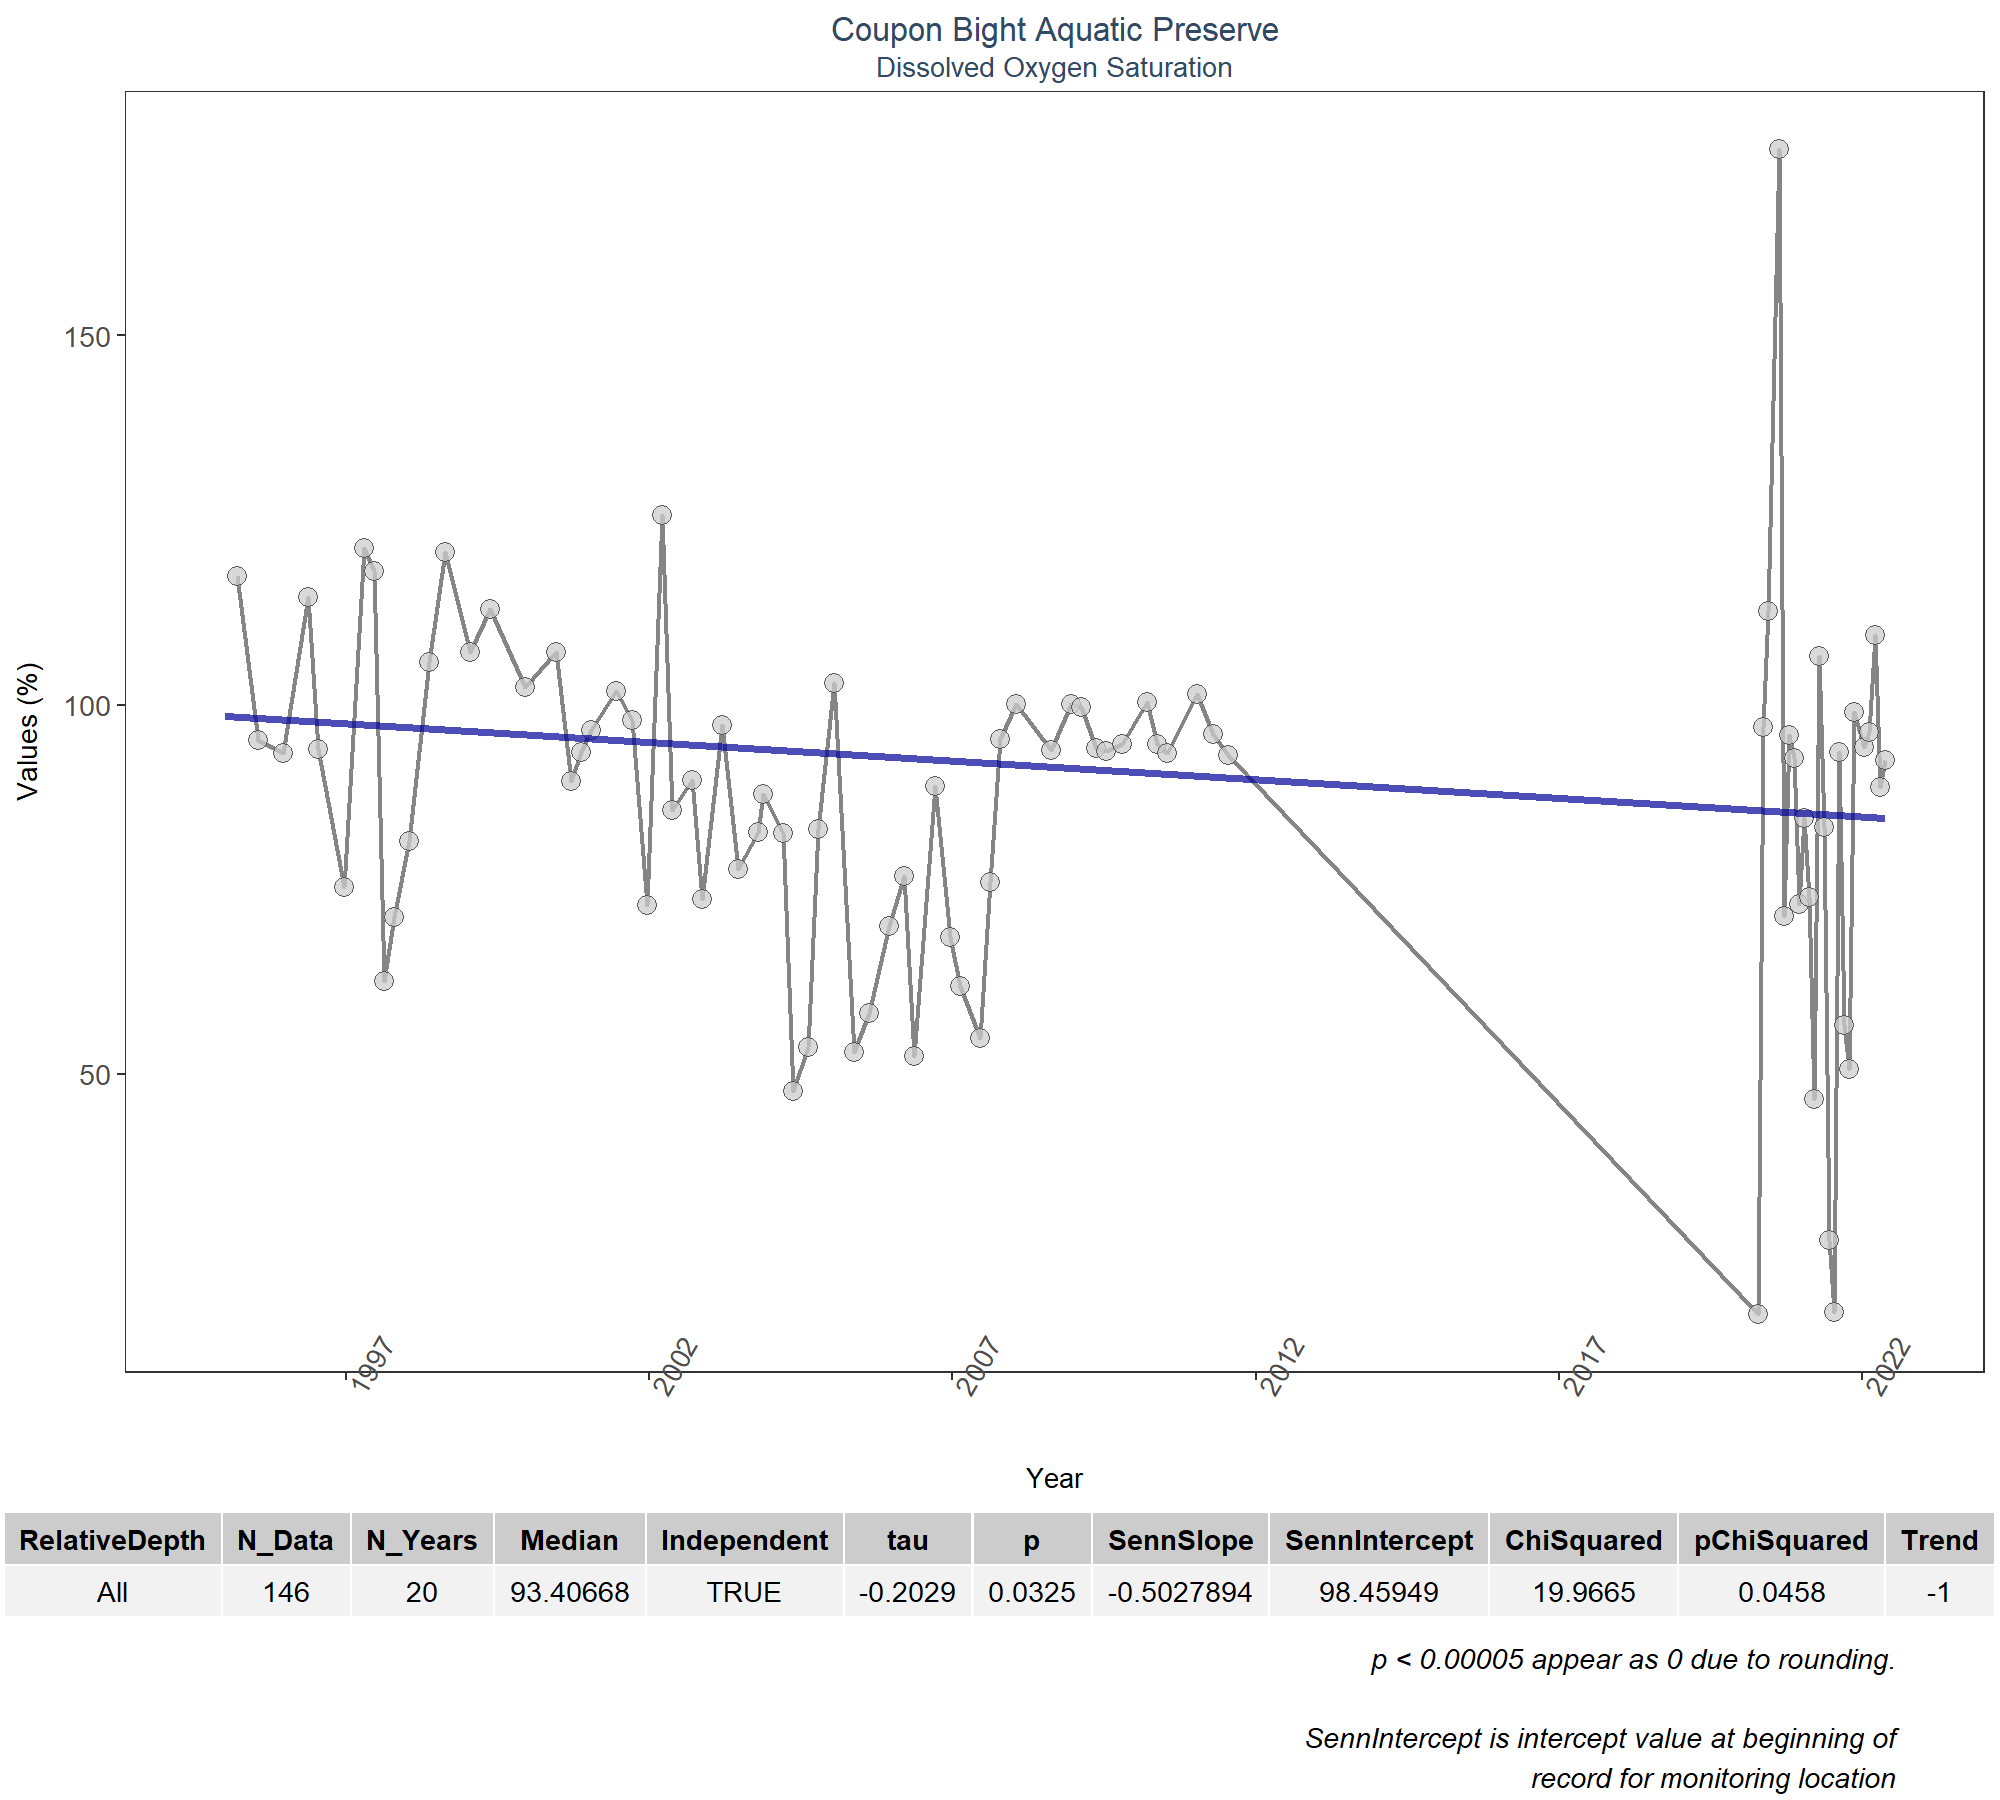 Coupon Bight Aquatic Preserve
Dissolved Oxygen Saturation
Values (%)
150
100
50
1997 2002 2007 2012 2017 2022
Year
RelativeDepth N_Data N_Years Median Independent tau p SennSlope SennIntercept ChiSquared pChiSquared Trend
All 146 20 93.40668 TRUE -0.2029 0.0325 -0.5027894 98.45949 19.9665 0.0458 -1
p < 0.00005 appear as 0 due to rounding.
SennIntercept is intercept value at beginning of
record for monitoring location